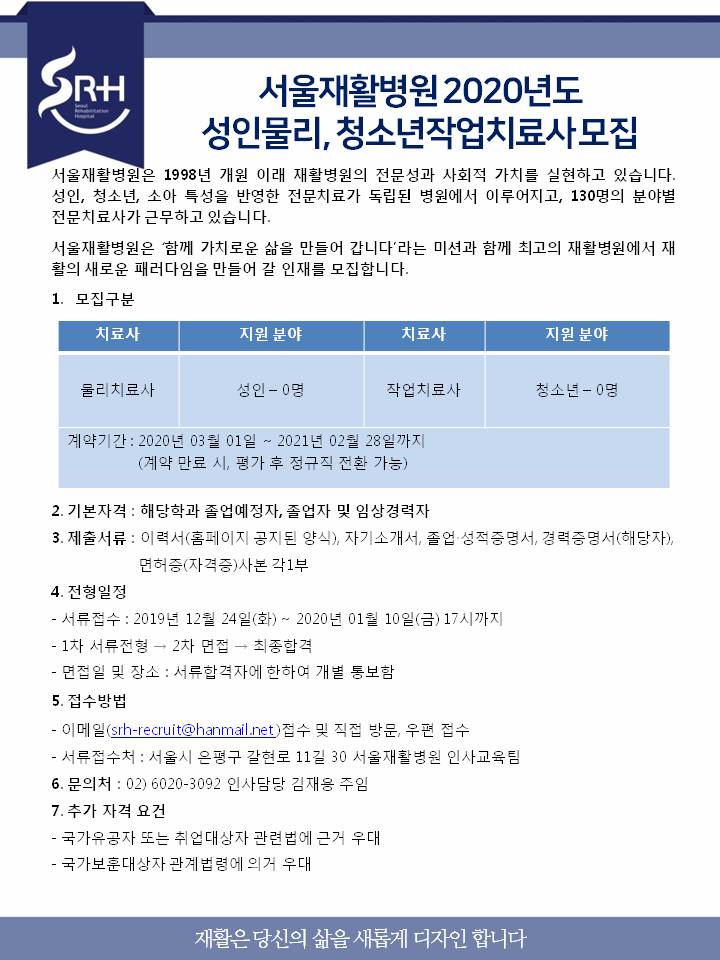 SRH
Seoul
Rehabilitation
Hospital
서울재활병원 2020년도
성인물리, 청소년작업치료사 모집
서울재활병원은 1998년 개원 이래 재활병원의 전문성과 사회적 가치를 실현하고 있습니다.
성인, 청소년, 소아 특성을 반영한 전문치료가 독립된 병원에서 이루어지고, 130명의 분야별
전문치료사가 근무하고 있습니다.
서울재활병원은 '함께 가치로운 삶을 만들어 갑니다'라는 미션과 함께 최고의 재활병원에서 재
활의 새로운 패러다임을 만들어 갈 인재를 모집합니다.
1. 모집구분
치료사 지원 분야 치료사 지원 분야
물리치료사 성인 – 0명 작업치료사 청소년 – 0명
계약기간 : 2020년 03월 01일 ~ 2021년 02월 28일까지
(계약 만료 시, 평가 후 정규직 전환 가능)
2. 기본자격 : 해당학과 졸업예정자, 졸업자 및 임상경력자
3. 제출서류 : 이력서(홈페이지 공지된 양식), 자기소개서, 졸업·성적증명서, 경력증명서(해당자),
면허증(자격증)사본 각1부
4. 전형일정
- 서류접수 : 2019년 12월 24일(화) ~ 2020년 01월 10일(금) 17시까지
- 1차 서류전형 → 2차 면접 → 최종합격
- 면접일 및 장소 : 서류합격자에 한하여 개별 통보함
5. 접수방법
- 이메일(srh-recruit@hanmail.net )접수 및 직접 방문, 우편 접수
- 서류접수처 : 서울시 은평구 갈현로 11길 30 서울재활병원 인사교육팀
6. 문의처 : 02) 6020-3092 인사담당 김재용 주임
7. 추가 자격 요건
- 국가유공자 또는 취업대상자 관련법에 근거 우대
- 국가보훈대상자 관계법령에 의거 우대
재활은 당신의 삶을 새롭게 디자인 합니다